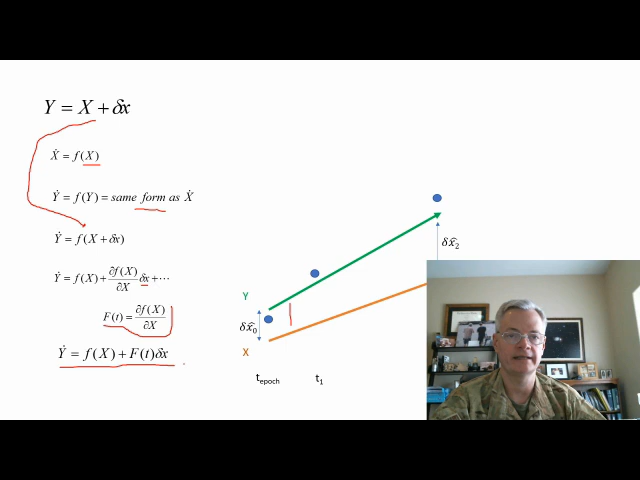 Y = X + δx
Ẋ = f(X)
Ẏ = f(Y) = same form as Ẋ
Ẏ = f(X + δx)
Ẏ = f(X) + ∂f(X)/∂X δx + ⋯
F(t) = ∂f(X)/∂X
Ẏ = f(X) + F(t)δx
δx̂₂
Y
δx̂₀
X
t_epoch
t₁